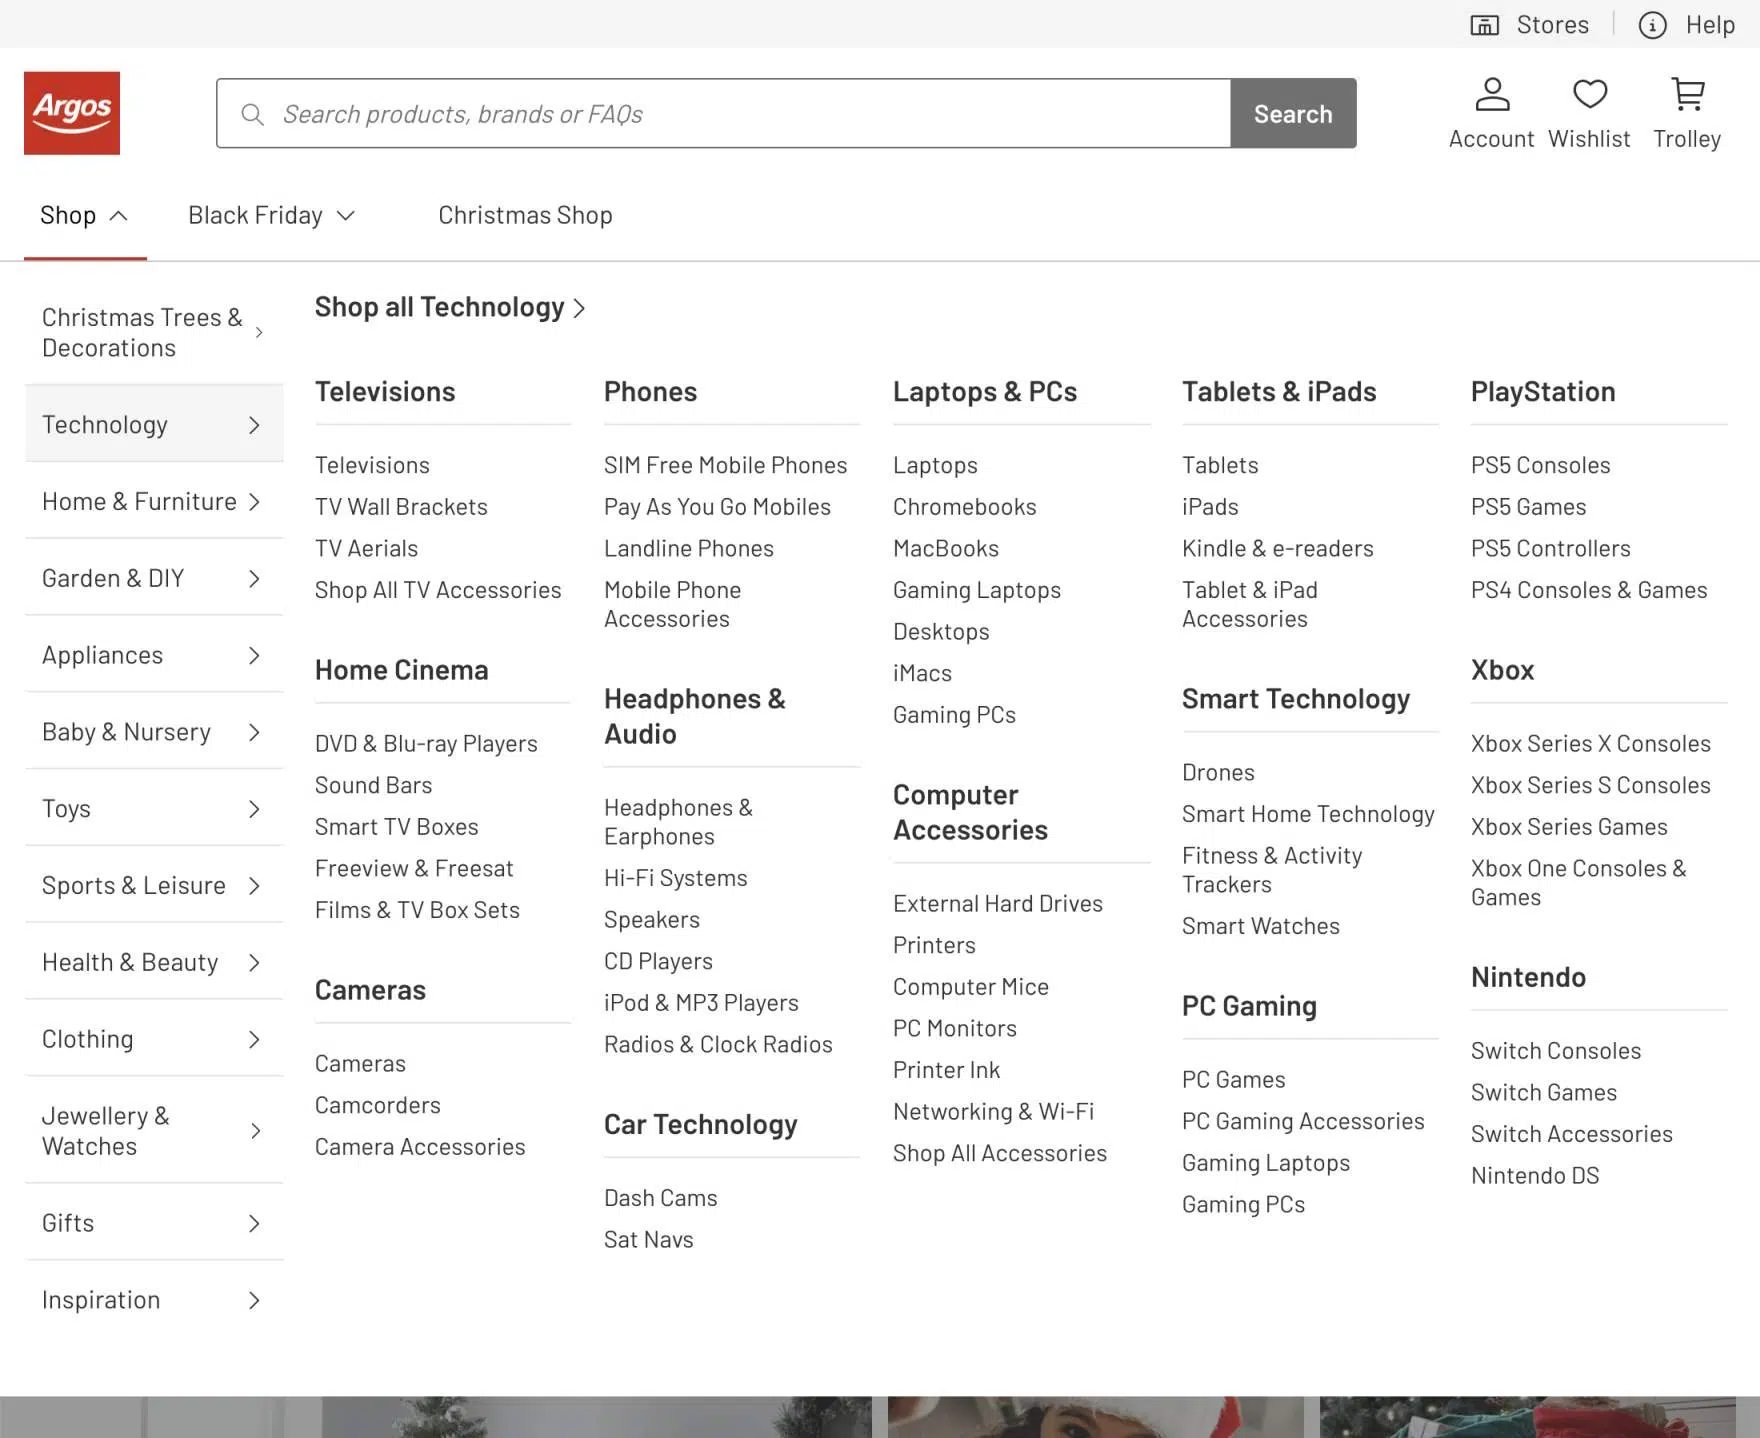 Stores
Help
Argos
Search products, brands or FAQs
Search
Account
Wishlist
Trolley
Shop
Black Friday
Christmas Shop
Christmas Trees &
Decorations
Technology
Home & Furniture
Garden & DIY
Appliances
Baby & Nursery
Toys
Sports & Leisure
Health & Beauty
Clothing
Jewellery &
Watches
Gifts
Inspiration
Shop all Technology
Televisions
Televisions
TV Wall Brackets
TV Aerials
Shop All TV Accessories
Home Cinema
DVD & Blu-ray Players
Sound Bars
Smart TV Boxes
Freeview & Freesat
Films & TV Box Sets
Cameras
Cameras
Camcorders
Camera Accessories
Phones
SIM Free Mobile Phones
Pay As You Go Mobiles
Landline Phones
Mobile Phone
Accessories
Headphones &
Audio
Headphones &
Earphones
Hi-Fi Systems
Speakers
CD Players
iPod & MP3 Players
Radios & Clock Radios
Car Technology
Dash Cams
Sat Navs
Laptops & PCs
Laptops
Chromebooks
MacBooks
Gaming Laptops
Desktops
iMacs
Gaming PCs
Computer
Accessories
External Hard Drives
Printers
Computer Mice
PC Monitors
Printer Ink
Networking & Wi-Fi
Shop All Accessories
Tablets & iPads
Tablets
iPads
Kindle & e-readers
Tablet & iPad
Accessories
Smart Technology
Drones
Smart Home Technology
Fitness & Activity
Trackers
Smart Watches
PC Gaming
PC Games
PC Gaming Accessories
Gaming Laptops
Gaming PCs
PlayStation
PS5 Consoles
PS5 Games
PS5 Controllers
PS4 Consoles & Games
Xbox
Xbox Series X Consoles
Xbox Series S Consoles
Xbox Series Games
Xbox One Consoles &
Games
Nintendo
Switch Consoles
Switch Games
Switch Accessories
Nintendo DS